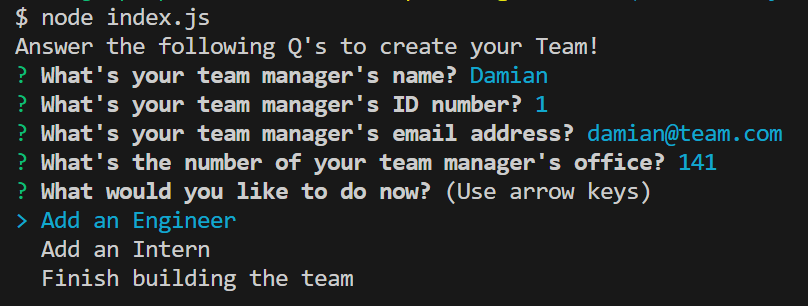 $ node index.js
Answer the following Q's to create your Team!
? What's your team manager's name? Damian
? What's your team manager's ID number? 1
? What's your team manager's email address? damian@team.com
? What's the number of your team manager's office? 141
? What would you like to do now? (Use arrow keys)
> Add an Engineer
  Add an Intern
  Finish building the team